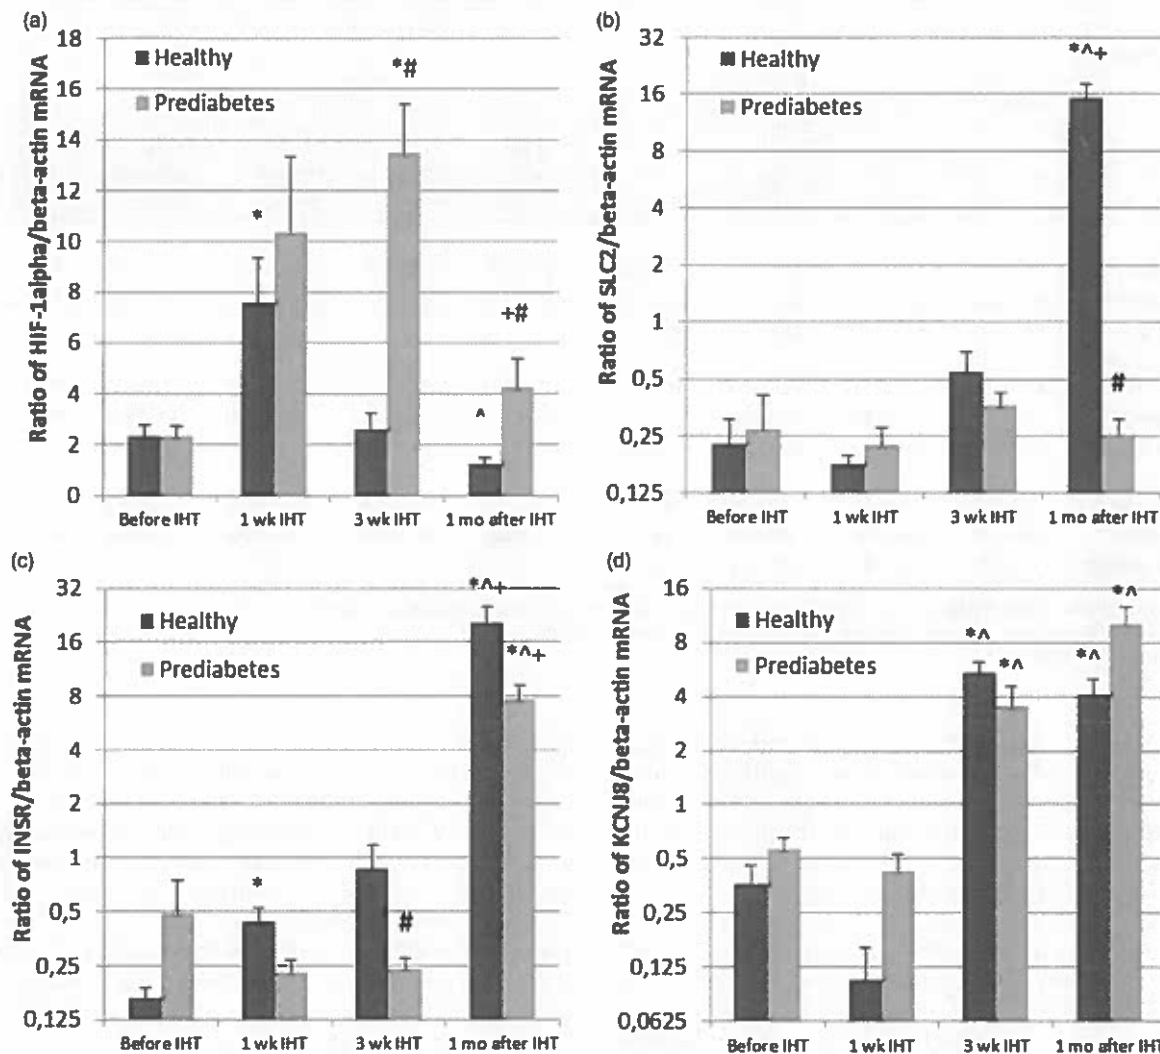 (a)
Ratio of HIF-1alpha/beta-actin mRNA
18
16
14
12
10
8
6
4
2
0
Healthy
Prediabetes
*
*#
^
+#
Before IHT
1 wk IHT
3 wk IHT
1 mo after IHT
(b)
Ratio of SLC2/beta-actin mRNA
32
16
8
4
2
1
0,5
0,25
0,125
Healthy
Prediabetes
*^+
#
Before IHT
1 wk IHT
3 wk IHT
1 mo after IHT
(c)
Ratio of INSR/beta-actin mRNA
32
16
8
4
2
1
0,5
0,25
0,125
Healthy
Prediabetes
*
#
*^+
*^+
Before IHT
1 wk IHT
3 wk IHT
1 mo after IHT
(d)
Ratio of KCNJ8/beta-actin mRNA
16
8
4
2
1
0,5
0,25
0,125
0,0625
Healthy
Prediabetes
*^
*^
*^
*^
Before IHT
1 wk IHT
3 wk IHT
1 mo after IHT